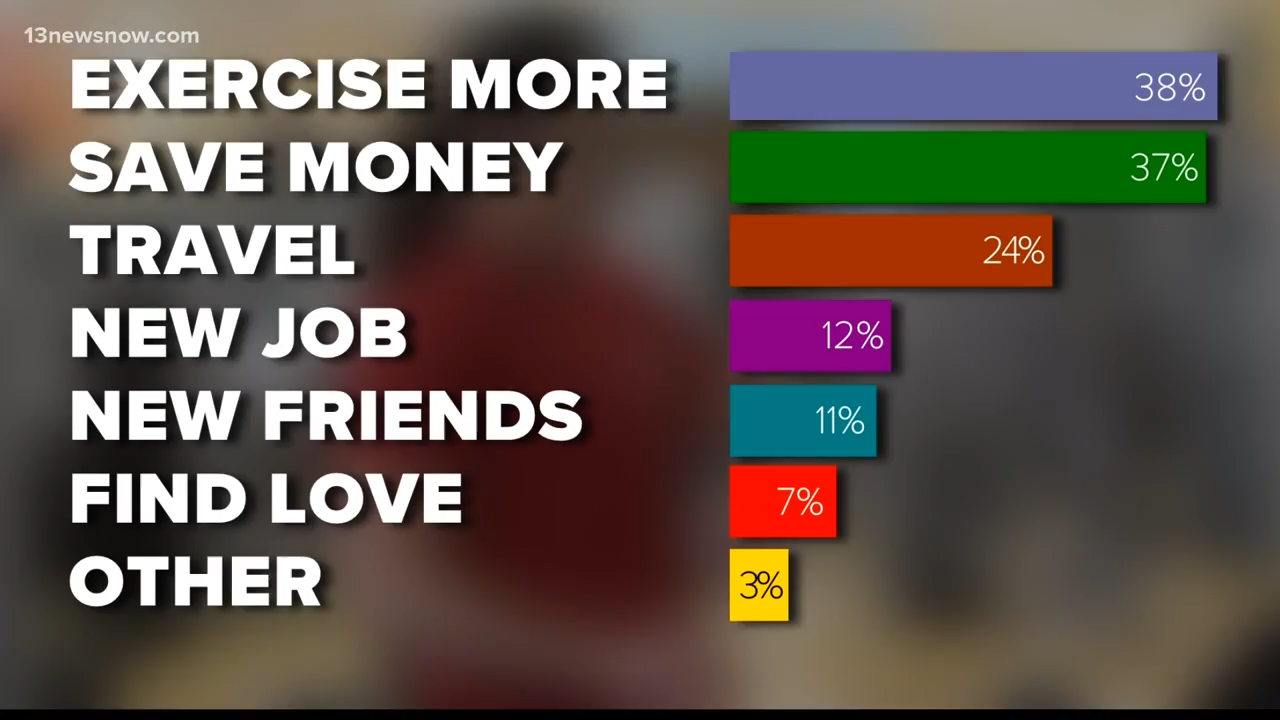 13newsnow.com
EXERCISE MORE 38%
SAVE MONEY 37%
TRAVEL 24%
NEW JOB 12%
NEW FRIENDS 11%
FIND LOVE 7%
OTHER 3%